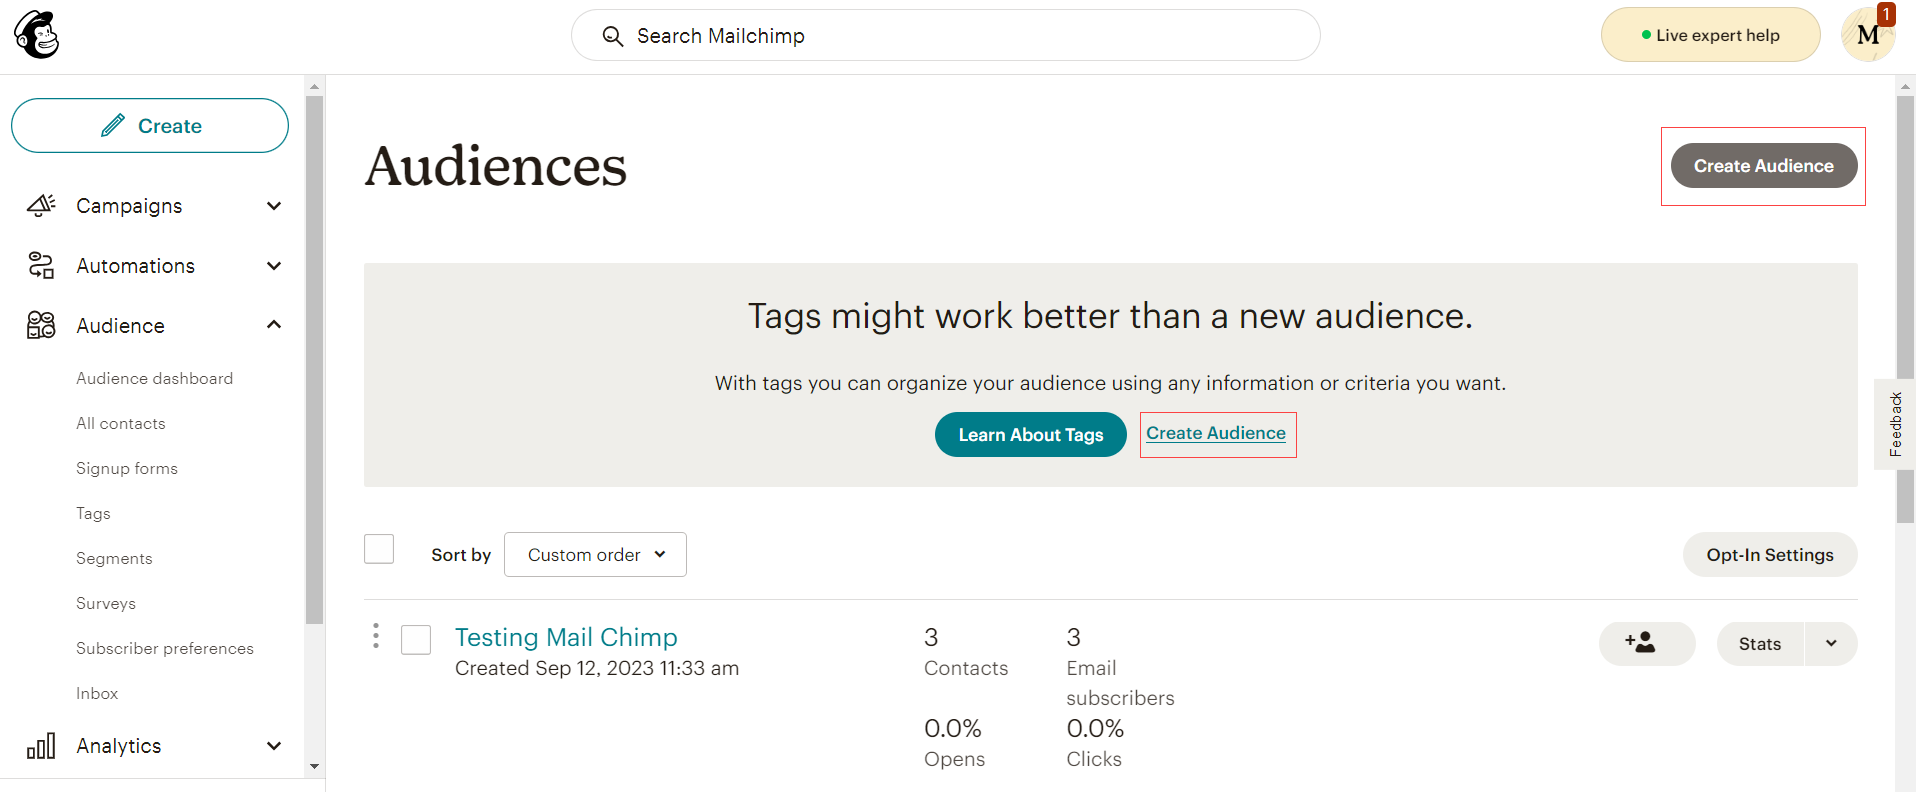 Search Mailchimp
Live expert help
M
1
Create
Campaigns
Automations
Audience
Audience dashboard
All contacts
Signup forms
Tags
Segments
Surveys
Subscriber preferences
Inbox
Analytics
Audiences
Create Audience
Tags might work better than a new audience.
With tags you can organize your audience using any information or criteria you want.
Learn About Tags
Create Audience
Feedback
Sort by
Custom order
Opt-In Settings
Testing Mail Chimp
Created Sep 12, 2023 11:33 am
3
Contacts
3
Email
subscribers
0.0%
Opens
0.0%
Clicks
Stats